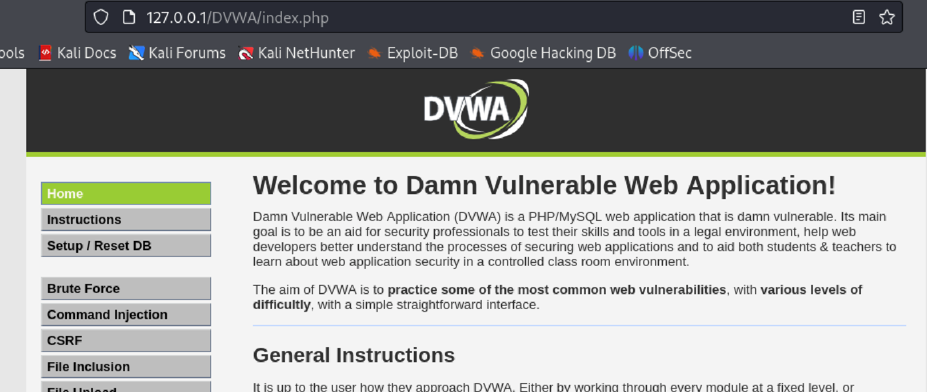 127.0.0.1/DVWA/index.php
ools Kali Docs Kali Forums Kali NetHunter Exploit-DB Google Hacking DB OffSec
DVWA
Home
Instructions
Setup / Reset DB
Brute Force
Command Injection
CSRF
File Inclusion
File Upload
Welcome to Damn Vulnerable Web Application!
Damn Vulnerable Web Application (DVWA) is a PHP/MySQL web application that is damn vulnerable. Its main
goal is to be an aid for security professionals to test their skills and tools in a legal environment, help web
developers better understand the processes of securing web applications and to aid both students & teachers to
learn about web application security in a controlled class room environment.
The aim of DVWA is to practice some of the most common web vulnerabilities, with various levels of
difficultly, with a simple straightforward interface.
General Instructions
It is up to the user how they approach DVWA. Either by working through every module at a fixed level, or